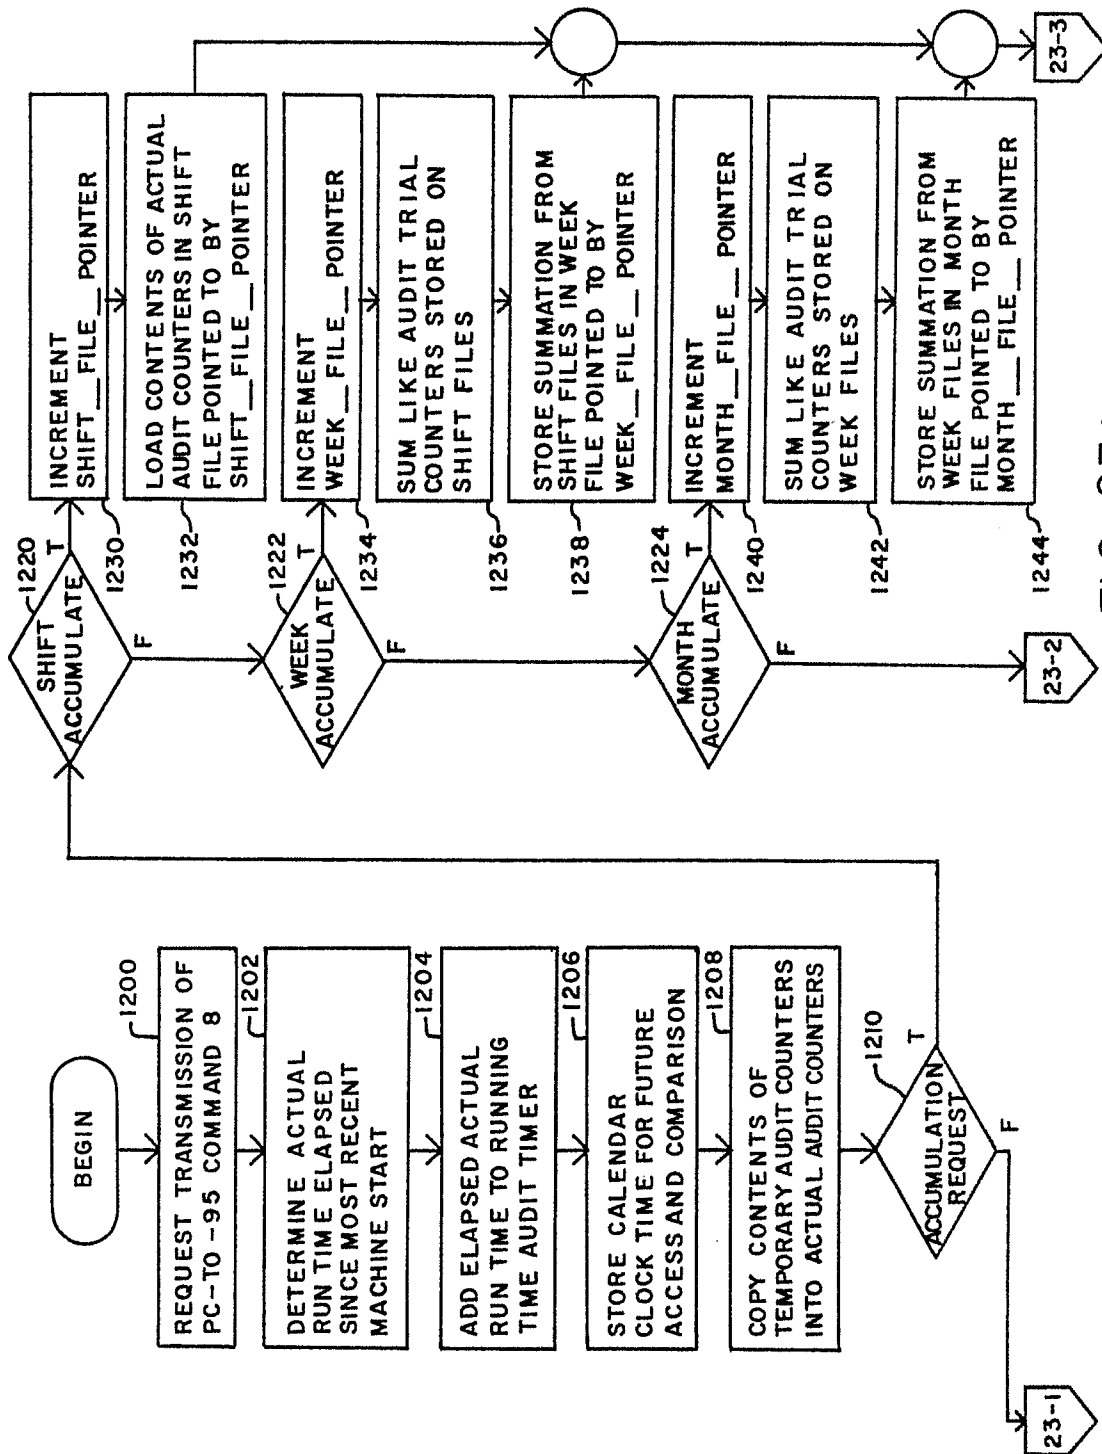 BEGIN
1200
REQUEST TRANSMISSION OF
PC-TO -95 COMMAND 8
1202
DETERMINE ACTUAL
RUN TIME ELAPSED
SINCE MOST RECENT
MACHINE START
1204
ADD ELAPSED ACTUAL
RUN TIME TO RUNNING
TIME AUDIT TIMER
1206
STORE CALENDAR
CLOCK TIME FOR FUTURE
ACCESS AND COMPARISON
1208
COPY CONTENTS OF
TEMPORARY AUDIT COUNTERS
INTO ACTUAL AUDIT COUNTERS
1210
ACCUMULATION
REQUEST
T
F
23-1
1220
SHIFT
ACCUMULATE
T
F
1230
INCREMENT
SHIFT__FILE__POINTER
1232
LOAD CONTENTS OF ACTUAL
AUDIT COUNTERS IN SHIFT
FILE POINTED TO BY
SHIFT__FILE__POINTER
1222
WEEK
ACCUMULATE
T
F
1234
INCREMENT
WEEK__FILE__POINTER
1236
SUM LIKE AUDIT TRIAL
COUNTERS STORED ON
SHIFT FILES
1238
STORE SUMMATION FROM
SHIFT FILES IN WEEK
FILE POINTED TO BY
WEEK__FILE__POINTER
1224
MONTH
ACCUMULATE
T
F
1240
INCREMENT
MONTH__FILE__POINTER
1242
SUM LIKE AUDIT TRIAL
COUNTERS STORED ON
WEEK FILES
1244
STORE SUMMATION FROM
WEEK FILES IN MONTH
FILE POINTED TO BY
MONTH__FILE__POINTER
23-2
23-3